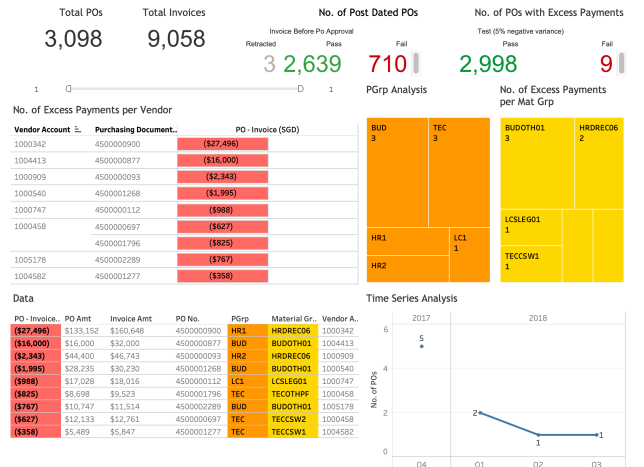 Total POs
Total Invoices
No. of Post Dated POs
No. of POs with Excess Payments
Invoice Before Po Approval
Test (5% negative variance)
Retracted Pass Fail
Pass Fail
3,098
9,058
3 2,639 710
2,998 9
1 1
No. of Excess Payments per Vendor
PGrp Analysis
No. of Excess Payments
per Mat Grp
Vendor Account Purchasing Document.. PO - Invoice (SGD)
1000342 4500000900 ($27,496)
1004413 4500000877 ($16,000)
1000909 4500000093 ($2,343)
1000540 4500001268 ($1,995)
1000747 4500000112 ($988)
1000458 4500000697 ($627)
4500001796 ($825)
1005178 4500002289 ($767)
1004582 4500001277 ($358)
BUD
3
TEC
3
HR1
HR2
LC1
1
BUDOTH01
3
HRDREC06
2
LCSLEG01
1
TECCSW1
1
Data
PO - Invoice.. PO Amt Invoice Amt PO No. PGrp Material Gr.. Vendor A..
($27,496) $133,152 $160,648 4500000900 HR1 HRDREC06 1000342
($16,000) $16,000 $32,000 4500000877 BUD BUDOTH01 1004413
($2,343) $44,400 $46,743 4500000093 HR2 HRDREC06 1000909
($1,995) $28,235 $30,230 4500001268 BUD BUDOTH01 1000540
($988) $17,028 $18,016 4500000112 LC1 LCSLEG01 1000747
($825) $8,698 $9,523 4500001796 TEC TECOTHPF 1000458
($767) $10,747 $11,514 4500002289 BUD BUDOTH01 1005178
($627) $12,133 $12,761 4500000697 TEC TECCSW2 1000458
($358) $5,489 $5,847 4500001277 TEC TECCSW1 1004582
Time Series Analysis
2017 2018
No. of POs
6
4
2
0
5
2
1
1
Q4 Q1 Q2 Q3